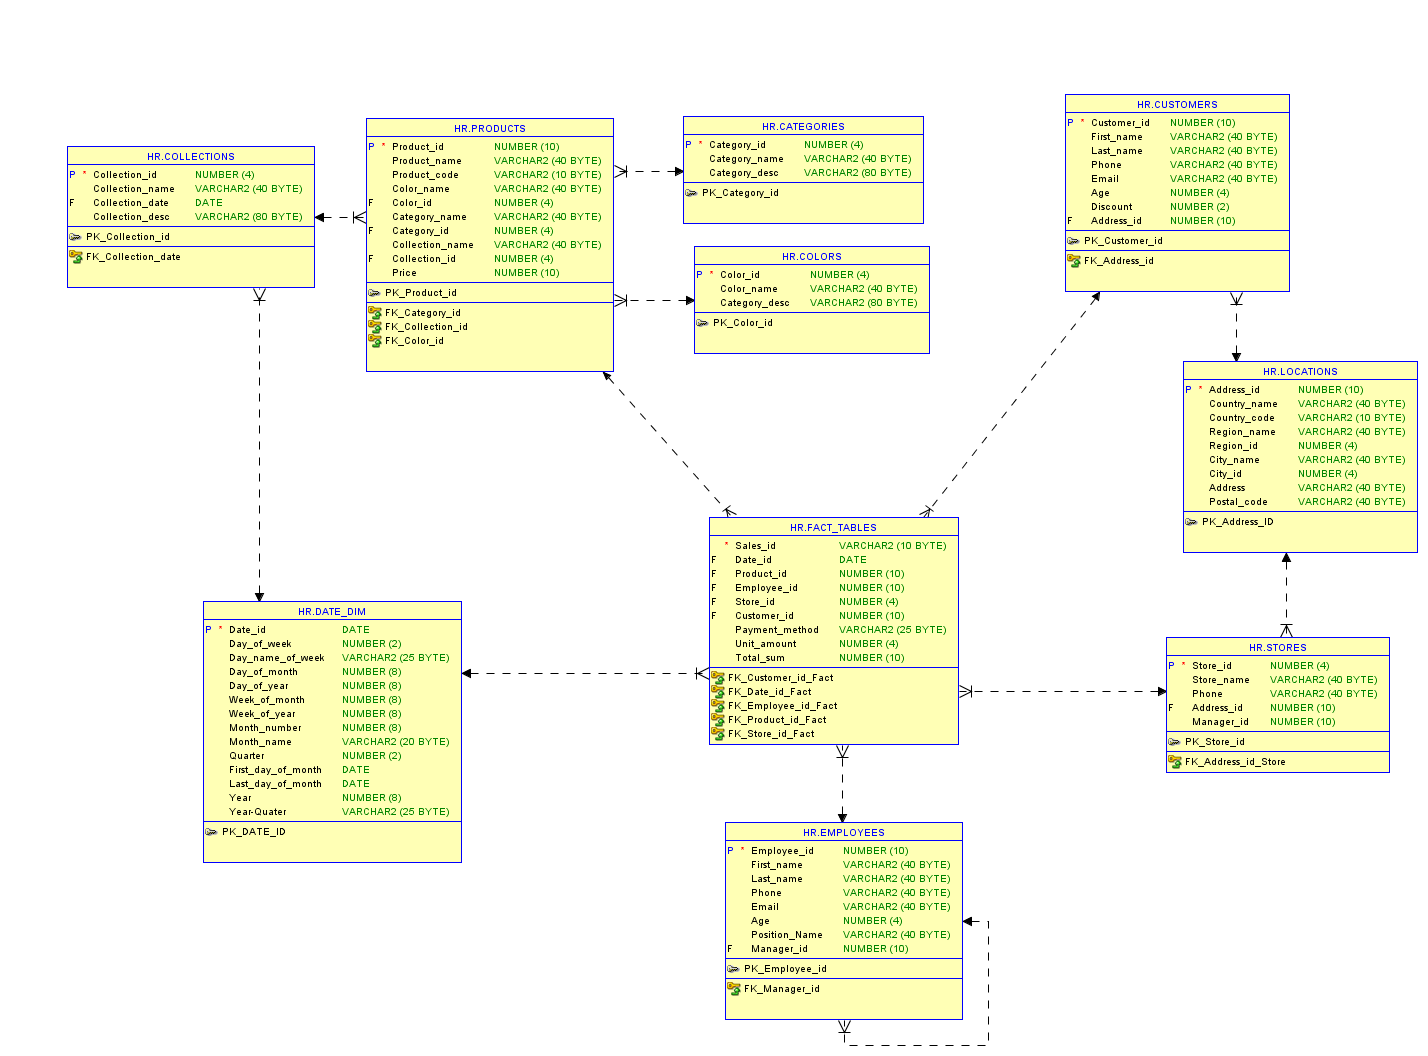 HR.COLLECTIONS
P * Collection_id NUMBER (4)
Collection_name VARCHAR2 (40 BYTE)
F Collection_date DATE
Collection_desc VARCHAR2 (80 BYTE)
PK_Collection_id
FK_Collection_date
HR.PRODUCTS
P * Product_id NUMBER (10)
Product_name VARCHAR2 (40 BYTE)
Product_code VARCHAR2 (10 BYTE)
Color_name VARCHAR2 (40 BYTE)
F Color_id NUMBER (4)
Category_name VARCHAR2 (40 BYTE)
F Category_id NUMBER (4)
Collection_name VARCHAR2 (40 BYTE)
F Collection_id NUMBER (4)
Price NUMBER (10)
PK_Product_id
FK_Category_id
FK_Collection_id
FK_Color_id
HR.CATEGORIES
P * Category_id NUMBER (4)
Category_name VARCHAR2 (40 BYTE)
Category_desc VARCHAR2 (80 BYTE)
PK_Category_id
HR.COLORS
P * Color_id NUMBER (4)
Color_name VARCHAR2 (40 BYTE)
Category_desc VARCHAR2 (80 BYTE)
PK_Color_id
HR.CUSTOMERS
P * Customer_id NUMBER (10)
First_name VARCHAR2 (40 BYTE)
Last_name VARCHAR2 (40 BYTE)
Phone VARCHAR2 (40 BYTE)
Email VARCHAR2 (40 BYTE)
Age NUMBER (4)
Discount NUMBER (2)
F Address_id NUMBER (10)
PK_Customer_id
FK_Address_id
HR.LOCATIONS
P * Address_id NUMBER (10)
Country_name VARCHAR2 (40 BYTE)
Country_code VARCHAR2 (10 BYTE)
Region_name VARCHAR2 (40 BYTE)
Region_id NUMBER (4)
City_name VARCHAR2 (40 BYTE)
City_id NUMBER (4)
Address VARCHAR2 (40 BYTE)
Postal_code VARCHAR2 (40 BYTE)
PK_Address_ID
HR.FACT_TABLES
* Sales_id VARCHAR2 (10 BYTE)
F Date_id DATE
F Product_id NUMBER (10)
F Employee_id NUMBER (10)
F Store_id NUMBER (4)
F Customer_id NUMBER (10)
Payment_method VARCHAR2 (25 BYTE)
Unit_amount NUMBER (4)
Total_sum NUMBER (10)
FK_Customer_id_Fact
FK_Date_id_Fact
FK_Employee_id_Fact
FK_Product_id_Fact
FK_Store_id_Fact
HR.DATE_DIM
P * Date_id DATE
Day_of_week NUMBER (2)
Day_name_of_week VARCHAR2 (25 BYTE)
Day_of_month NUMBER (8)
Day_of_year NUMBER (8)
Week_of_month NUMBER (8)
Week_of_year NUMBER (8)
Month_number NUMBER (8)
Month_name VARCHAR2 (20 BYTE)
Quarter NUMBER (2)
First_day_of_month DATE
Last_day_of_month DATE
Year NUMBER (8)
Year-Quater VARCHAR2 (25 BYTE)
PK_DATE_ID
HR.STORES
P * Store_id NUMBER (4)
Store_name VARCHAR2 (40 BYTE)
Phone VARCHAR2 (40 BYTE)
F Address_id NUMBER (10)
Manager_id NUMBER (10)
PK_Store_id
FK_Address_id_Store
HR.EMPLOYEES
P * Employee_id NUMBER (10)
First_name VARCHAR2 (40 BYTE)
Last_name VARCHAR2 (40 BYTE)
Phone VARCHAR2 (40 BYTE)
Email VARCHAR2 (40 BYTE)
Age NUMBER (4)
Position_Name VARCHAR2 (40 BYTE)
F Manager_id NUMBER (10)
PK_Employee_id
FK_Manager_id